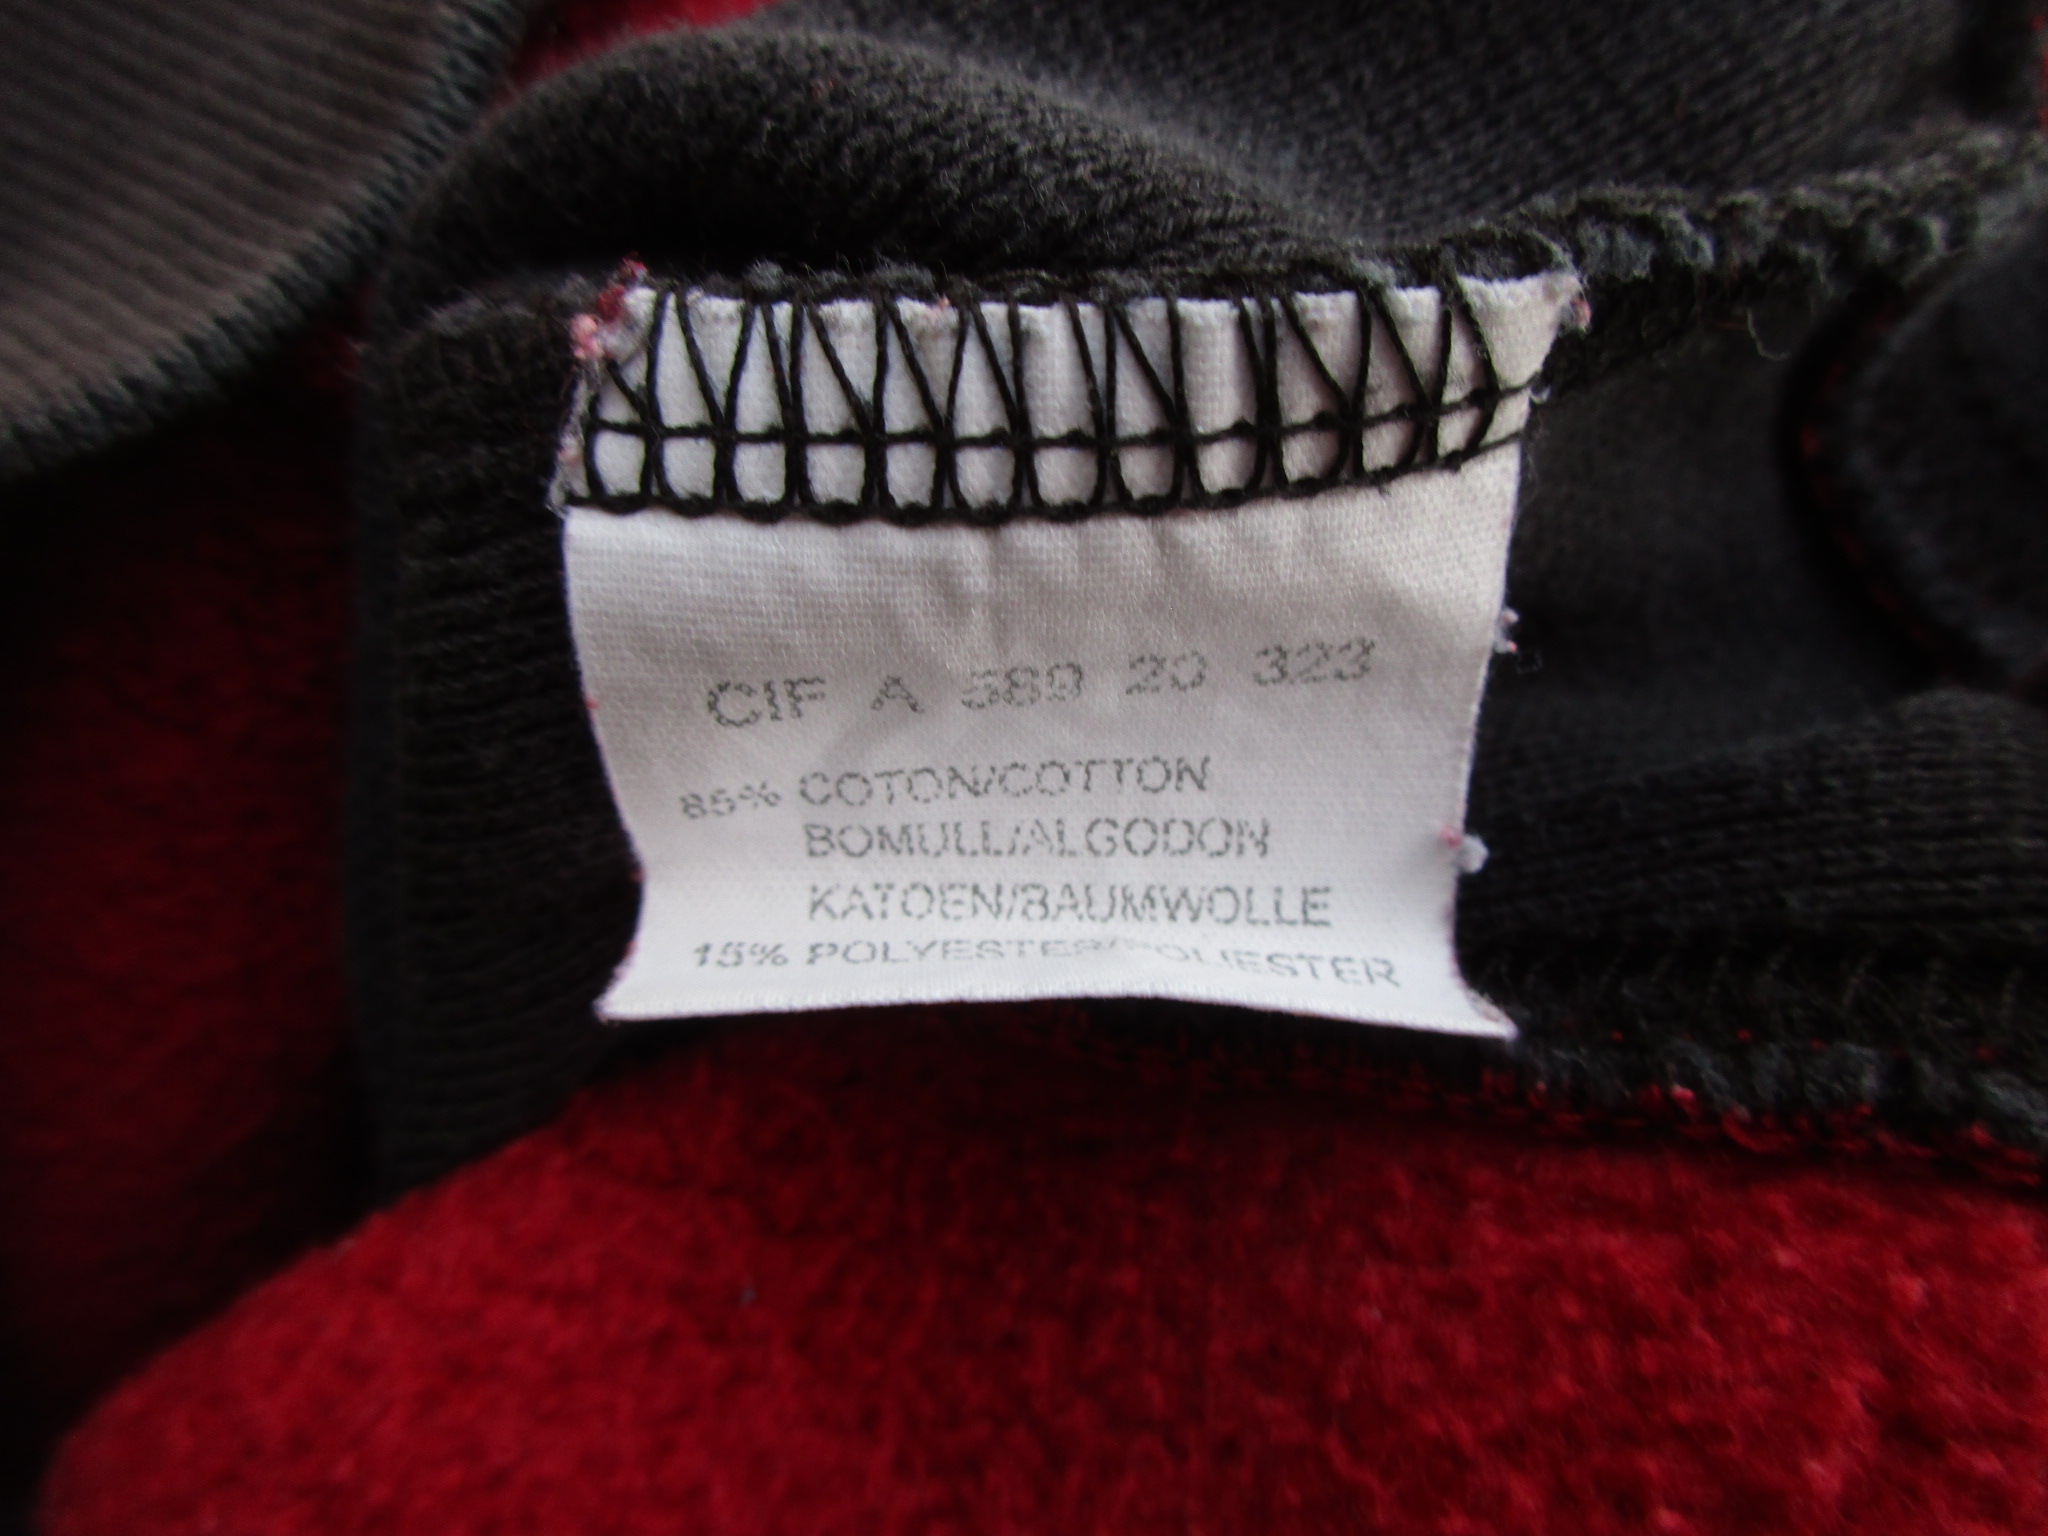 CIF A 589 20 323
85% COTON/COTTON
BOMULL/ALGODON
KATOEN/BAUMWOLLE
15% POLYESTER/POLIESTER